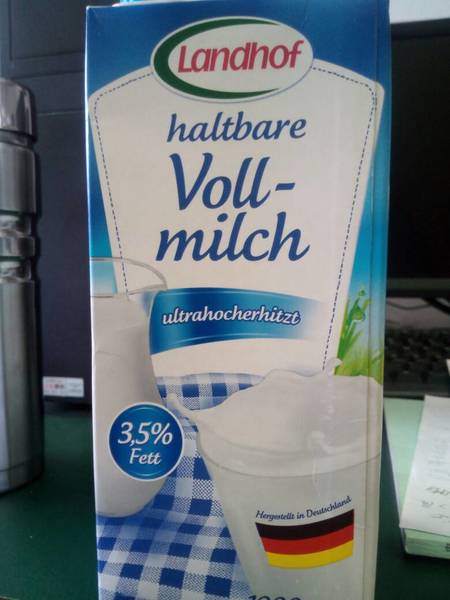 Landhof
haltbare
Voll-
milch
ultrahocherhitzt
3,5%
Fett
Hergestellt in Deutschland